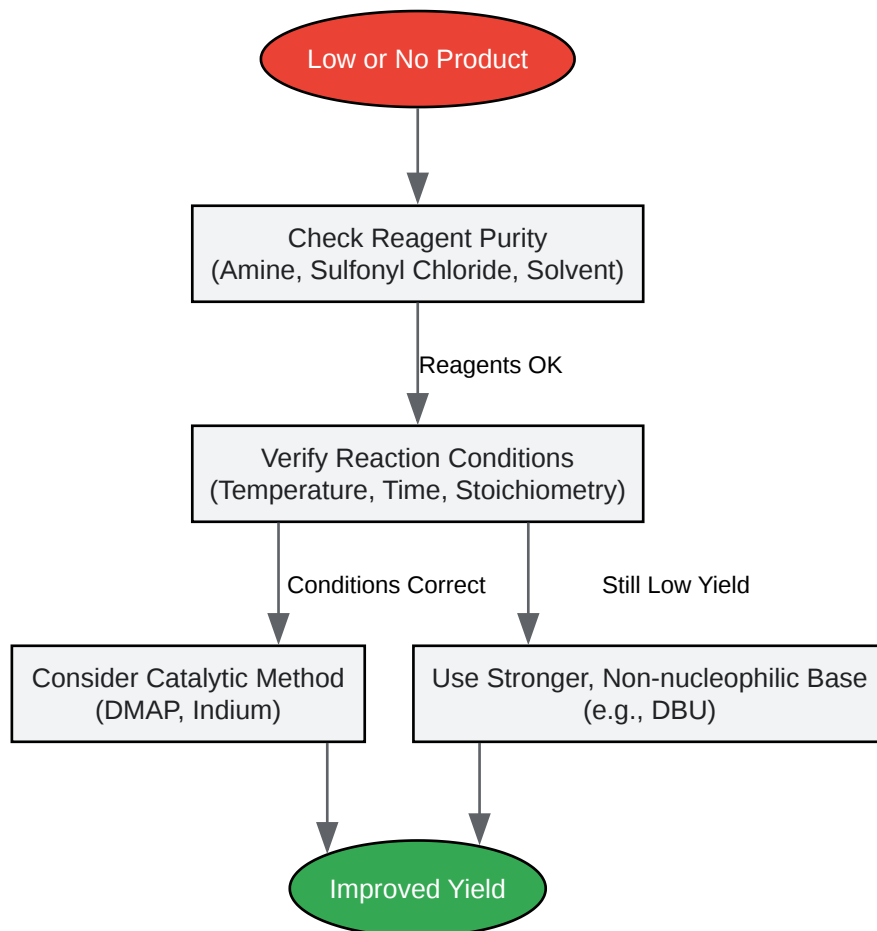 Low or No Product
Check Reagent Purity
(Amine, Sulfonyl Chloride, Solvent)
Reagents OK
Verify Reaction Conditions
(Temperature, Time, Stoichiometry)
Conditions Correct
Still Low Yield
Consider Catalytic Method
(DMAP, Indium)
Use Stronger, Non-nucleophilic Base
(e.g., DBU)
Improved Yield